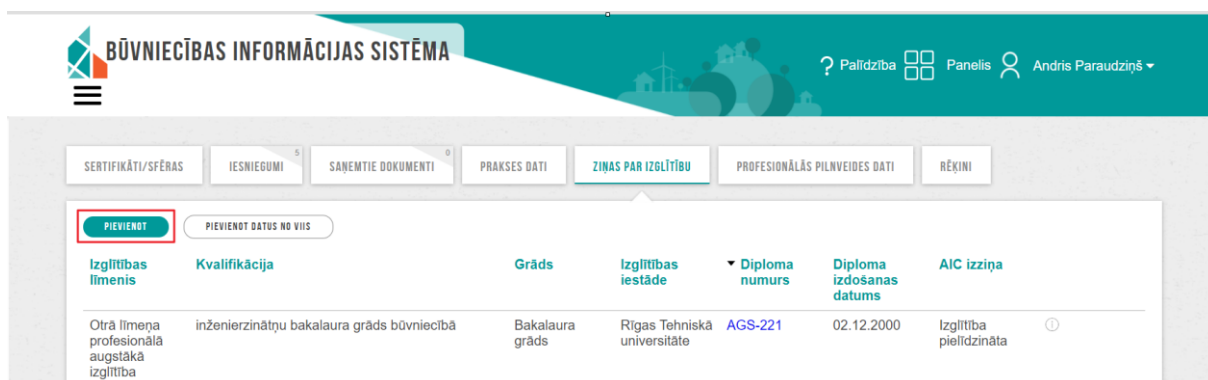 BŪVNIECĪBAS INFORMĀCIJAS SISTĒMA
? Palīdzība Panelis Andris Paraudziņš
SERTIFIKĀTI/SFĒRAS IESNIEGUMI 5 SAŅEMTIE DOKUMENTI 0 PRAKSES DATI ZIŅAS PAR IZGLĪTĪBU PROFESIONĀLĀS PILNVEIDES DATI RĒĶINI
PIEVIENOT PIEVIENOT DATUS NO VIIS
Izglītības Kvalifikācija Grāds Izglītības Diploma Diploma AIC izziņa
līmenis iestāde numurs izdošanas
datums
Otrā līmeņa inženierzinātņu bakalaura grāds būvniecībā Bakalaura Rīgas Tehniskā AGS-221 02.12.2000 Izglītība
profesionālā grāds universitāte pielīdzināta
augstākā
izglītība